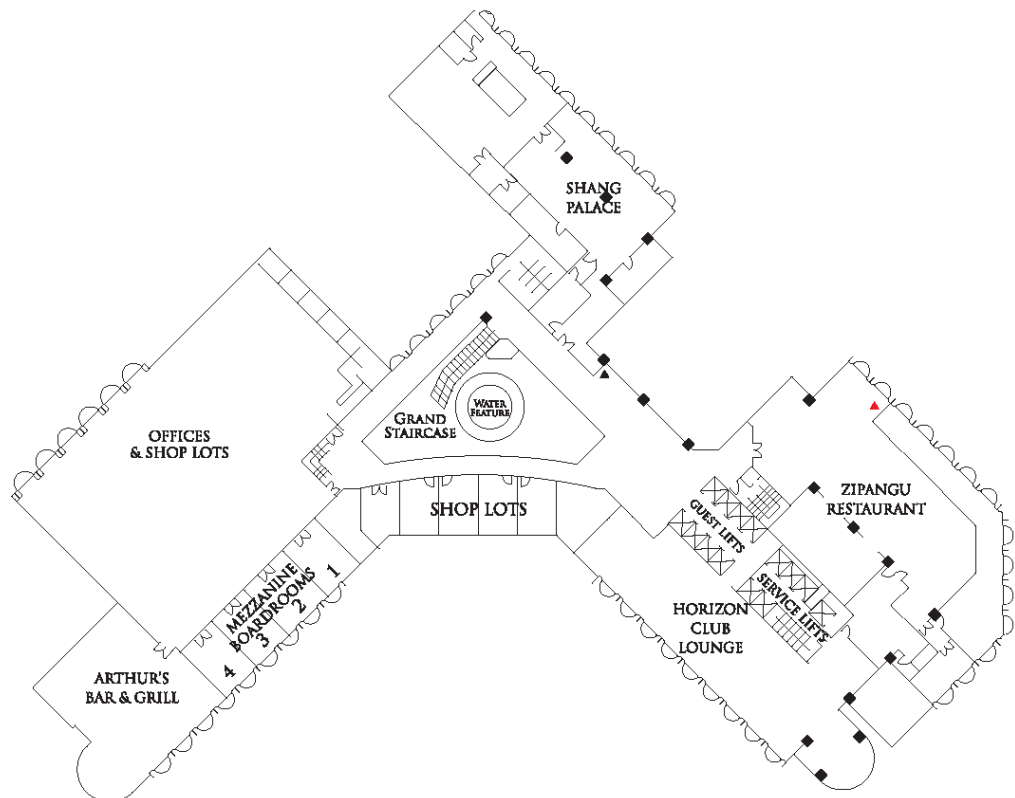 SHANG
PALACE
WATER
FEATURE
GRAND
STAIRCASE
OFFICES
& SHOP LOTS
ZIPANGU
RESTAURANT
SHOP LOTS
GUEST LIFTS
SERVICE LIFTS
MEZZANINE
BOARDROOMS
1
2
3
4
HORIZON
CLUB
LOUNGE
ARTHUR'S
BAR & GRILL